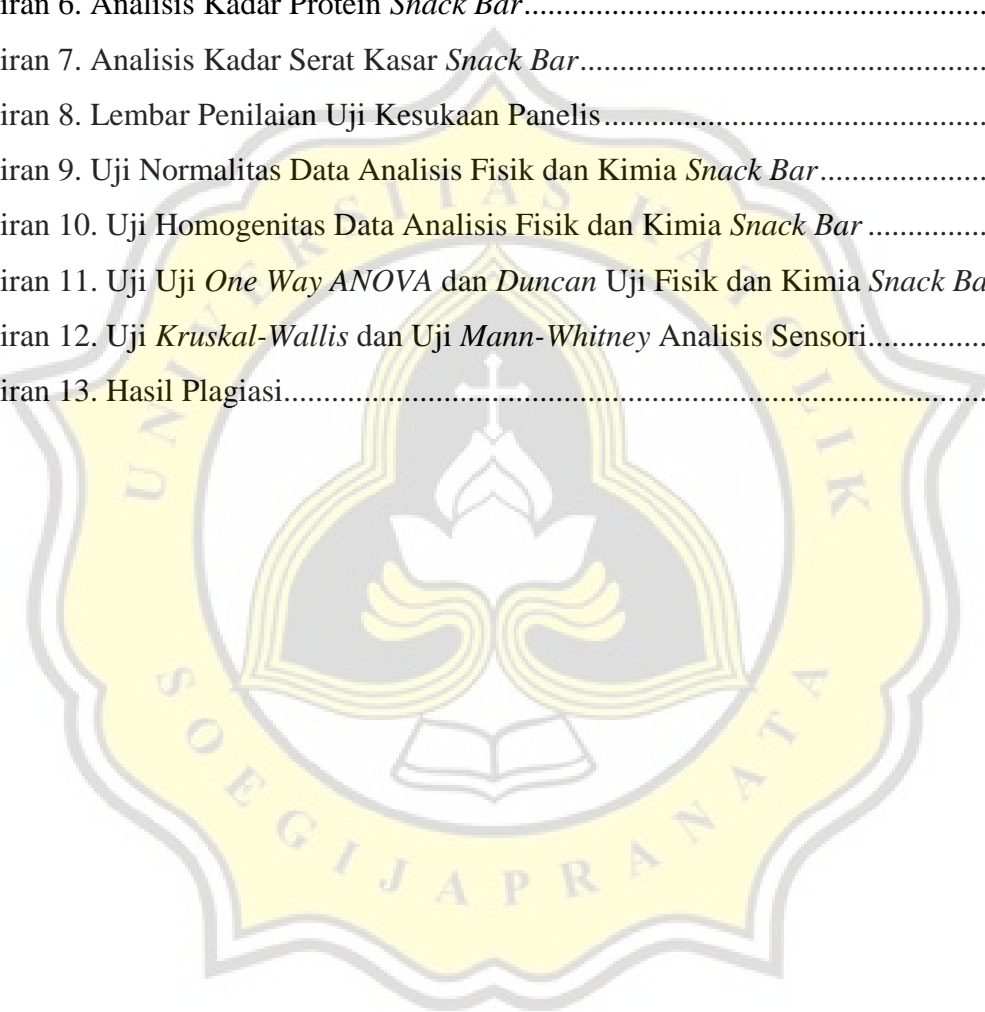 iran 6. Analisis Kadar Protein Snack Bar
iran 7. Analisis Kadar Serat Kasar Snack Bar
iran 8. Lembar Penilaian Uji Kesukaan Panelis
iran 9. Uji Normalitas Data Analisis Fisik dan Kimia Snack Bar
iran 10. Uji Homogenitas Data Analisis Fisik dan Kimia Snack Bar
iran 11. Uji Uji One Way ANOVA dan Duncan Uji Fisik dan Kimia Snack Ba
iran 12. Uji Kruskal-Wallis dan Uji Mann-Whitney Analisis Sensori
iran 13. Hasil Plagiasi
UNIVERSITAS KATOLIK
SOEGIJAPRANATA